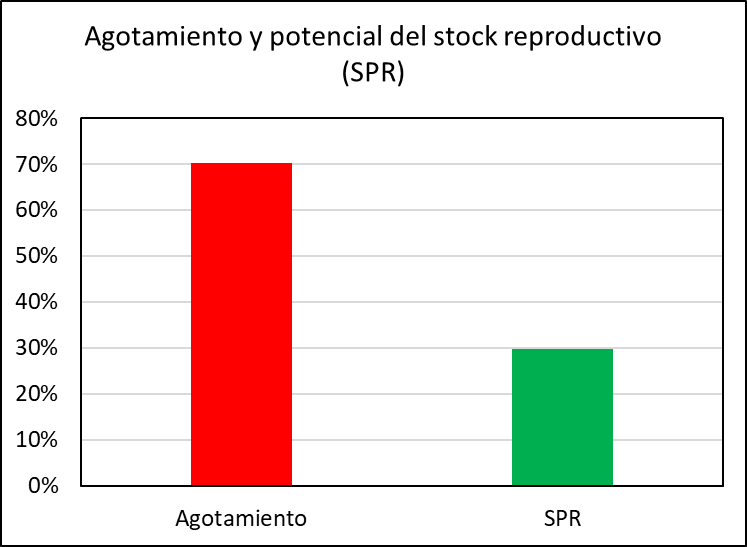 Agotamiento y potencial del stock reproductivo
(SPR)
80%
70%
60%
50%
40%
30%
20%
10%
0%
Agotamiento
SPR